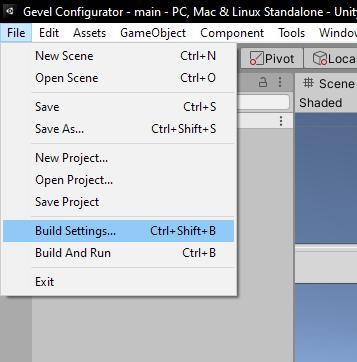 Gevel Configurator - main - PC, Mac & Linux Standalone - Unit
File Edit Assets GameObject Component Tools Window
New Scene Ctrl+N
Open Scene Ctrl+O
Save Ctrl+S
Save As... Ctrl+Shift+S
New Project...
Open Project...
Save Project
Build Settings... Ctrl+Shift+B
Build And Run Ctrl+B
Exit
Pivot Loca
Scene
Shaded